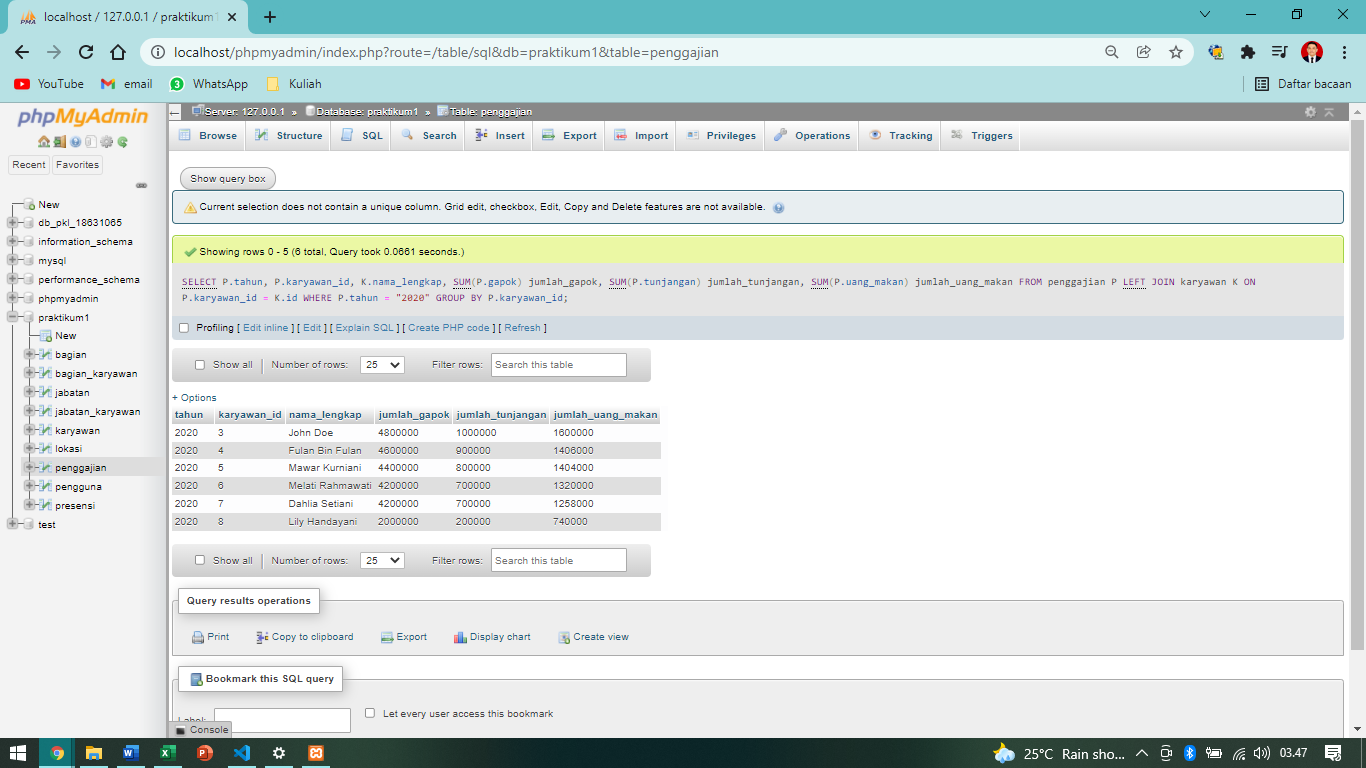 localhost / 127.0.0.1 / praktikum1
localhost/phpmyadmin/index.php?route=/table/sql&db=praktikum1&table=penggajian
YouTube email 3 WhatsApp Kuliah Daftar bacaan
phpMyAdmin
Recent Favorites
New
db_pkl_18631065
information_schema
mysql
performance_schema
phpmyadmin
praktikum1
New
bagian
bagian_karyawan
jabatan
jabatan_karyawan
karyawan
lokasi
penggajian
pengguna
presensi
test
Server: 127.0.0.1 » Database: praktikum1 » Table: penggajian
Browse Structure SQL Search Insert Export Import Privileges Operations Tracking Triggers
Show query box
Current selection does not contain a unique column. Grid edit, checkbox, Edit, Copy and Delete features are not available.
Showing rows 0 - 5 (6 total, Query took 0.0661 seconds.)
SELECT P.tahun, P.karyawan_id, K.nama_lengkap, SUM(P.gapok) jumlah_gapok, SUM(P.tunjangan) jumlah_tunjangan, SUM(P.uang_makan) jumlah_uang_makan FROM penggajian P LEFT JOIN karyawan K ON
P.karyawan_id = K.id WHERE P.tahun = "2020" GROUP BY P.karyawan_id;
Profiling [ Edit inline ] [ Edit ] [ Explain SQL ] [ Create PHP code ] [ Refresh ]
Show all Number of rows: 25 Filter rows: Search this table
+ Options
tahun karyawan_id nama_lengkap jumlah_gapok jumlah_tunjangan jumlah_uang_makan
2020 3 John Doe 4800000 1000000 1600000
2020 4 Fulan Bin Fulan 4600000 900000 1406000
2020 5 Mawar Kurniani 4400000 800000 1404000
2020 6 Melati Rahmawati 4200000 700000 1320000
2020 7 Dahlia Setiani 4200000 700000 1258000
2020 8 Lily Handayani 2000000 200000 740000
Show all Number of rows: 25 Filter rows: Search this table
Query results operations
Print Copy to clipboard Export Display chart Create view
Bookmark this SQL query
Label: Let every user access this bookmark
Console
25°C Rain sho... 03.47